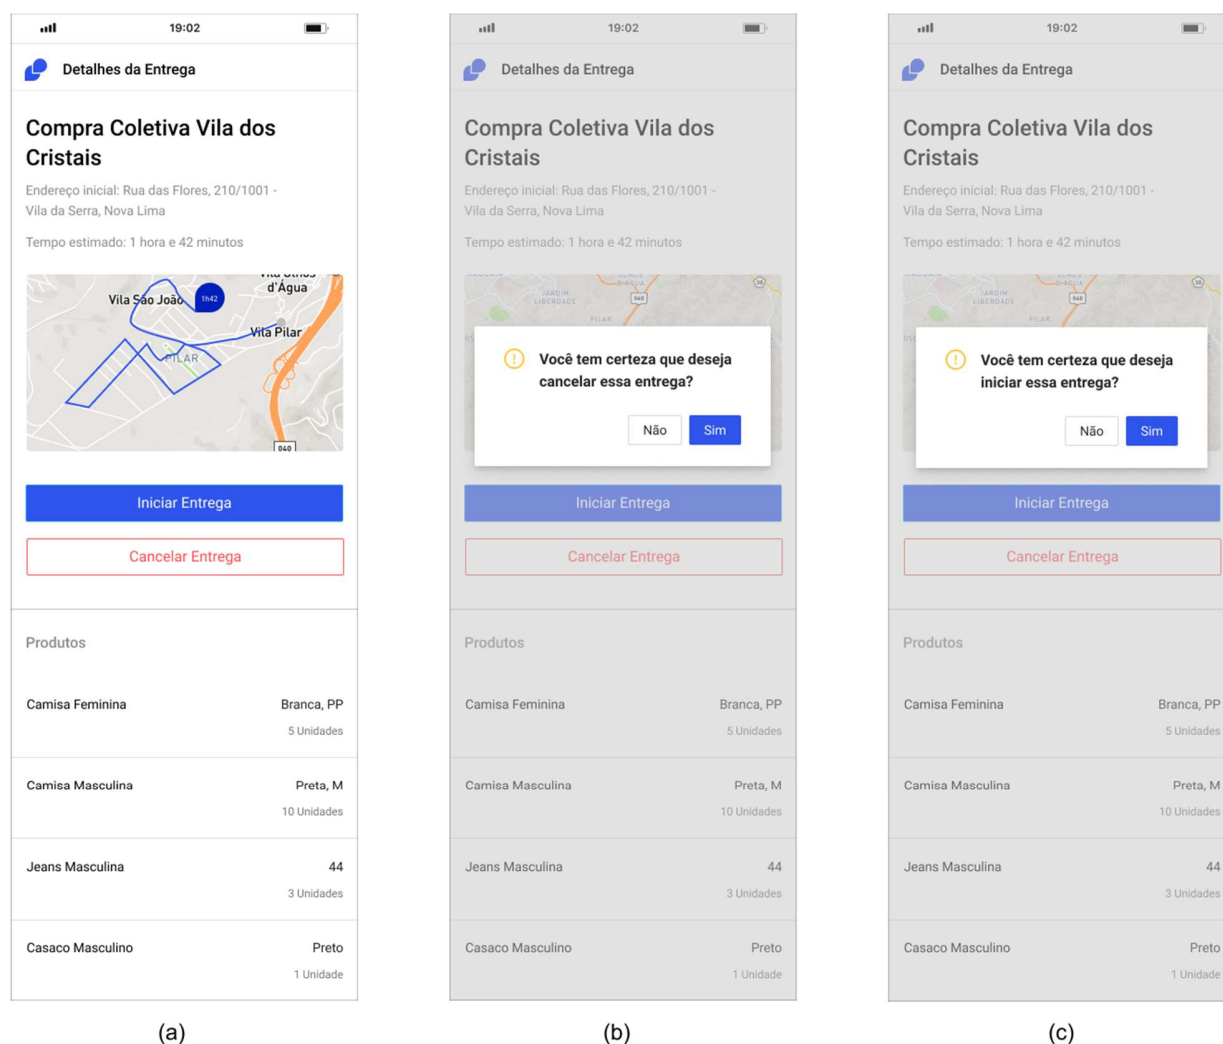 19:02
Detalhes da Entrega
Compra Coletiva Vila dos
Cristais
Endereço inicial: Rua das Flores, 210/1001 -
Vila da Serra, Nova Lima
Tempo estimado: 1 hora e 42 minutos
d'Água
Vila São João
1h42
Vila Pilar
PILAR
040
Iniciar Entrega
Cancelar Entrega
Produtos
Camisa Feminina Branca, PP
5 Unidades
Camisa Masculina Preta, M
10 Unidades
Jeans Masculina 44
3 Unidades
Casaco Masculino Preto
1 Unidade
(a)
19:02
Detalhes da Entrega
Compra Coletiva Vila dos
Cristais
Endereço inicial: Rua das Flores, 210/1001 -
Vila da Serra, Nova Lima
Tempo estimado: 1 hora e 42 minutos
JARDIM
LIBERDADE
040
PILAR
Você tem certeza que deseja
cancelar essa entrega?
Não Sim
Iniciar Entrega
Cancelar Entrega
Produtos
Camisa Feminina Branca, PP
5 Unidades
Camisa Masculina Preta, M
10 Unidades
Jeans Masculina 44
3 Unidades
Casaco Masculino Preto
1 Unidade
(b)
19:02
Detalhes da Entrega
Compra Coletiva Vila dos
Cristais
Endereço inicial: Rua das Flores, 210/1001 -
Vila da Serra, Nova Lima
Tempo estimado: 1 hora e 42 minutos
JARDIM
LIBERDADE
040
PILAR
Você tem certeza que deseja
iniciar essa entrega?
Não Sim
Iniciar Entrega
Cancelar Entrega
Produtos
Camisa Feminina Branca, PP
5 Unidades
Camisa Masculina Preta, M
10 Unidades
Jeans Masculina 44
3 Unidades
Casaco Masculino Preto
1 Unidade
(c)